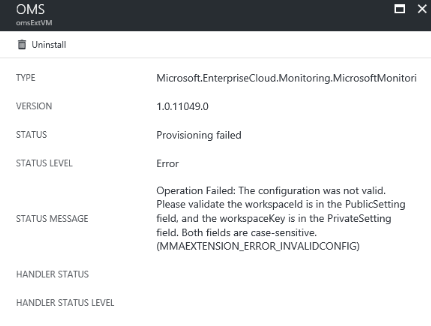 OMS
omsExtVM
Uninstall
TYPE Microsoft.EnterpriseCloud.Monitoring.MicrosoftMonitori
VERSION 1.0.11049.0
STATUS Provisioning failed
STATUS LEVEL Error
STATUS MESSAGE Operation Failed: The configuration was not valid.
Please validate the workspaceId is in the PublicSetting
field, and the workspaceKey is in the PrivateSetting
field. Both fields are case-sensitive.
(MMAEXTENSION_ERROR_INVALIDCONFIG)
HANDLER STATUS
HANDLER STATUS LEVEL